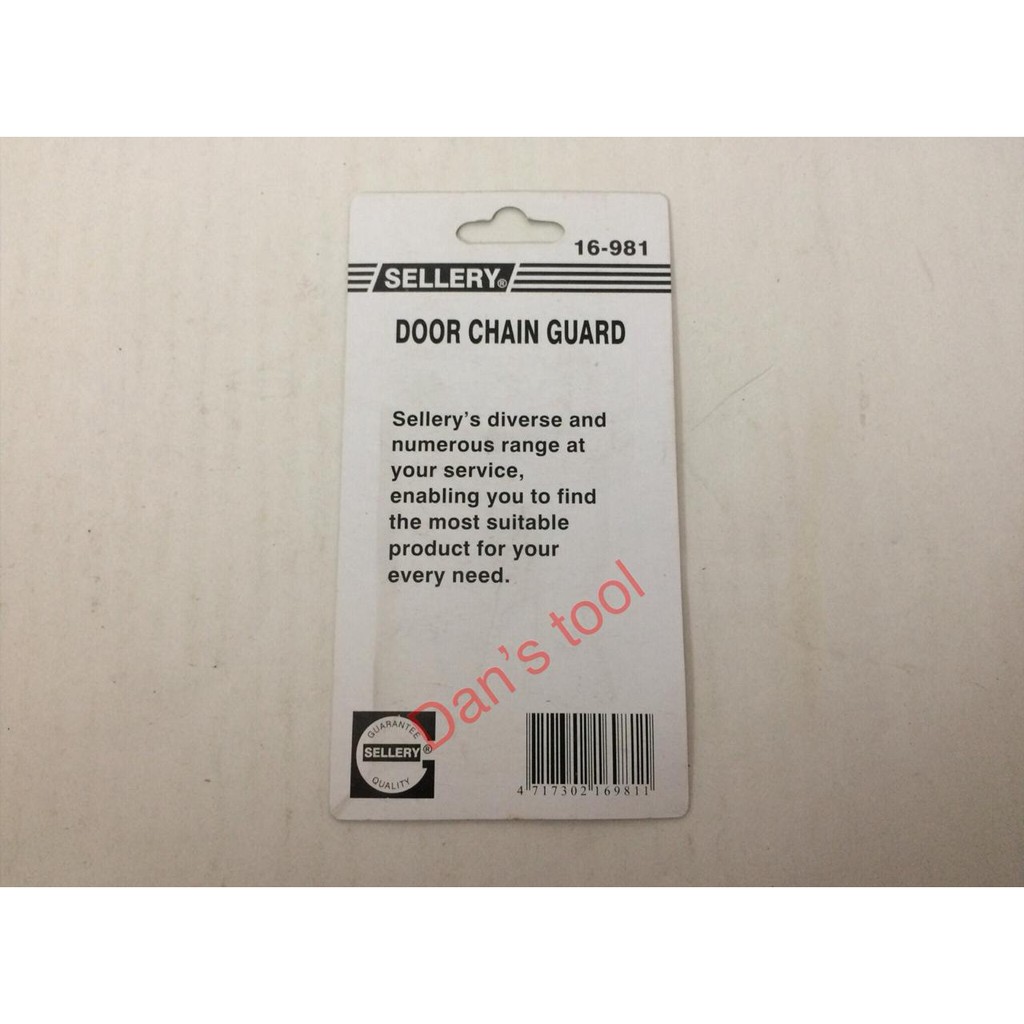 16-981
SELLERY®
DOOR CHAIN GUARD
Sellery's diverse and
numerous range at
your service,
enabling you to find
the most suitable
product for your
every need.
Dan's tool
GUARANTEE
SELLERY®
QUALITY
4 717302 169811